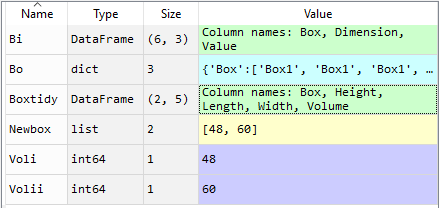 Name Type Size Value
Bi DataFrame (6, 3) Column names: Box, Dimension,
Value
Bo dict 3 {'Box':['Box1', 'Box1', 'Box1', …
Boxtidy DataFrame (2, 5) Column names: Box, Height,
Length, Width, Volume
Newbox list 2 [48, 60]
Voli int64 1 48
Volii int64 1 60